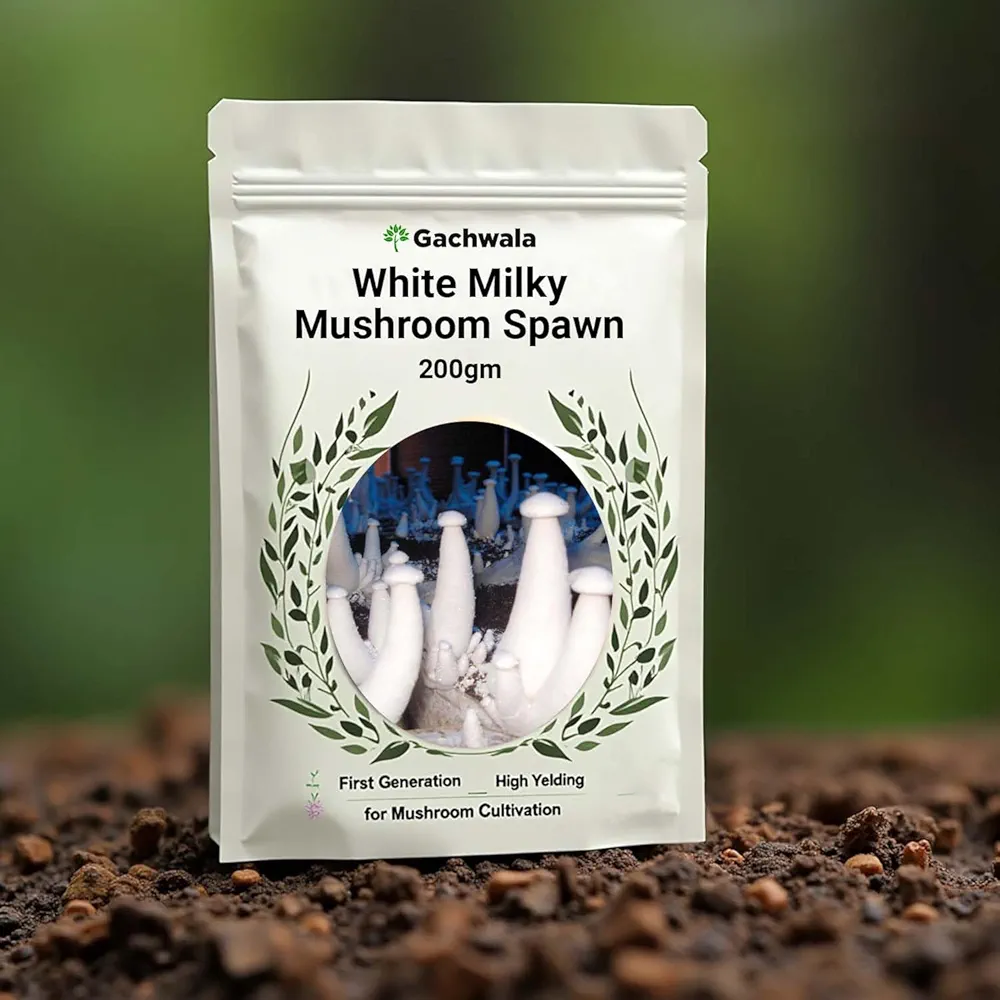 Gachwala
White Milky
Mushroom Spawn
200gm
First Generation High Yelding
for Mushroom Cultivation